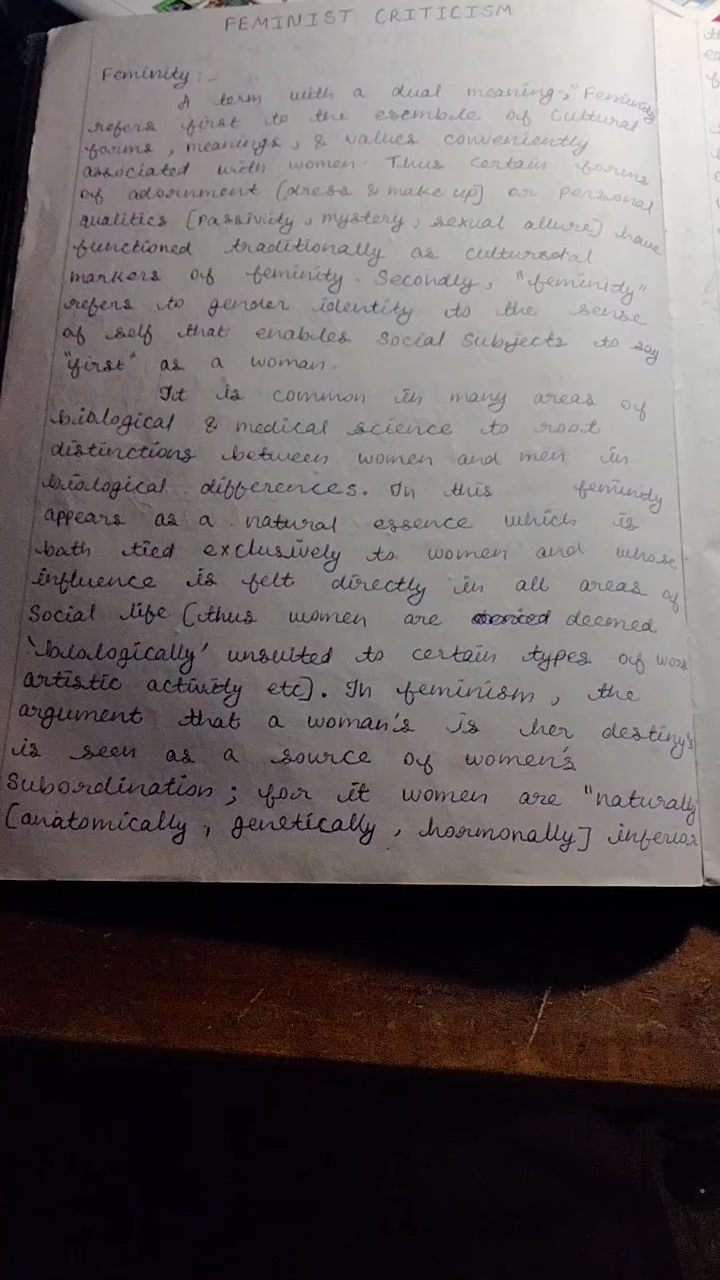 FEMINIST CRITICISM
Feminity :-
A term with a dual meaning, "Feminity
refers first to the esemble of cultural
forms, meanings, & values conveniently
associated with women. Thus certain forms
of adornment [dress & make up] or personal
qualitics [passivity, mystery, sexual allure] have
functioned traditionally as culturestal
markers of feminity. Secondly, "feminidy"
refers to gender identity to the sense
of self that enables Social Subjects to say
"first" as a woman.
It is common in many areas of
biological & medical science to root
distinctions between women and men in
biological differences. In this feminidy
appears as a natural essence which is
both tied exclusively to women and whose
influence is felt directly in all areas of
Social life (thus women are deemed
'biologically' unsuited to certain types of work
artistic activity etc]. In feminism, the
argument that a woman's is her destiny's
is seen as a source of women's
Subordination; for it women are "naturally
[anatomically, genetically, hormonally] inferior